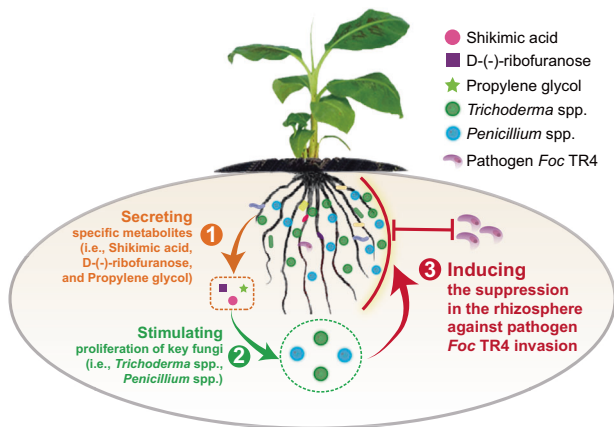 Shikimic acid
D-(-)-ribofuranose
Propylene glycol
Trichoderma spp.
Penicillium spp.
Pathogen Foc TR4
Secreting
specific metabolites
(i.e., Shikimic acid,
D-(-)-ribofuranose,
and Propylene glycol)
1
Stimulating
proliferation of key fungi
(i.e., Trichoderma spp.,
Penicillium spp.)
2
3 Inducing
the suppression
in the rhizosphere
against pathogen
Foc TR4 invasion